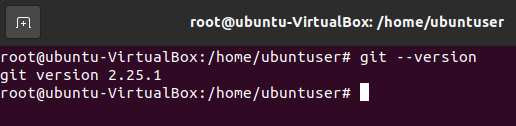 root@ubuntu-VirtualBox: /home/ubuntuser
root@ubuntu-VirtualBox:/home/ubuntuser# git --version
git version 2.25.1
root@ubuntu-VirtualBox:/home/ubuntuser#